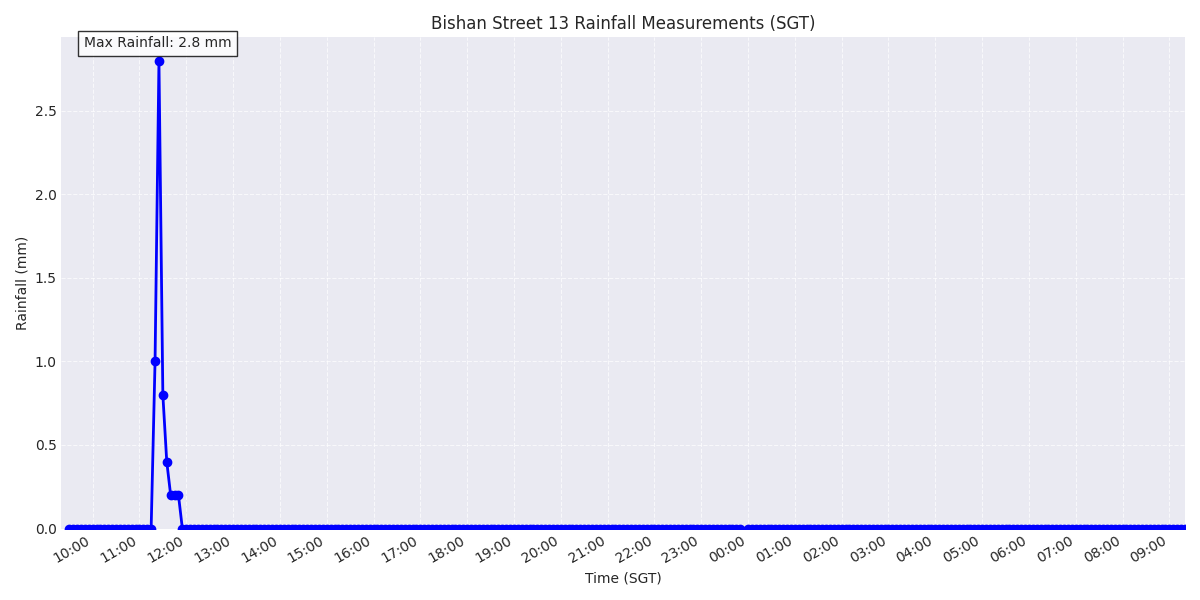 Bishan Street 13 Rainfall Measurements (SGT)
Max Rainfall: 2.8 mm
Rainfall (mm)
2.5
2.0
1.5
1.0
0.5
0.0
10:00 11:00 12:00 13:00 14:00 15:00 16:00 17:00 18:00 19:00 20:00 21:00 22:00 23:00 00:00 01:00 02:00 03:00 04:00 05:00 06:00 07:00 08:00 09:00
Time (SGT)